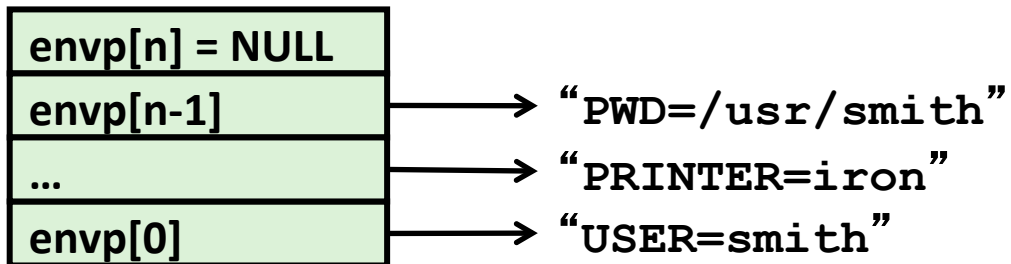 envp[n] = NULL
envp[n-1] “PWD=/usr/smith”
… “PRINTER=iron”
envp[0] “USER=smith”